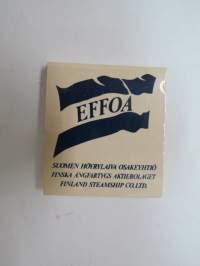 EFFOA
SUOMEN HÖYRYLAIVA OSAKEYHTIÖ
FINSKA ÅNGFARTYGS AKTIEBOLAGET
FINLAND STEAMSHIP CO.LTD.